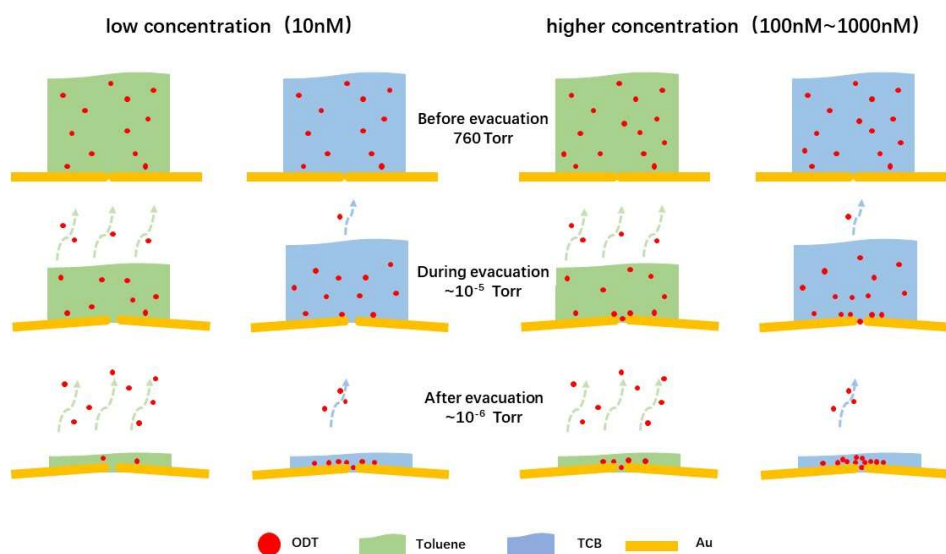 low concentration（10nM）
higher concentration（100nM~1000nM）
Before evacuation
760 Torr
During evacuation
~10⁻⁵ Torr
After evacuation
~10⁻⁶ Torr
ODT
Toluene
TCB
Au